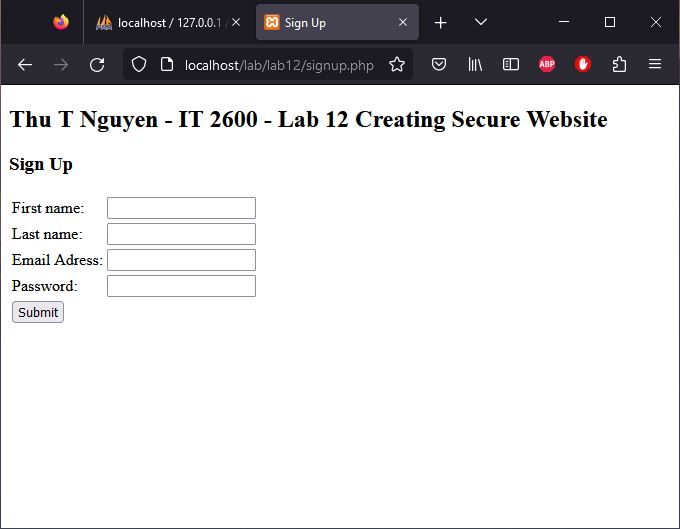 localhost / 127.0.0.1 /
Sign Up
localhost/lab/lab12/signup.php
ABP
Thu T Nguyen - IT 2600 - Lab 12 Creating Secure Website
Sign Up
First name:
Last name:
Email Adress:
Password:
Submit